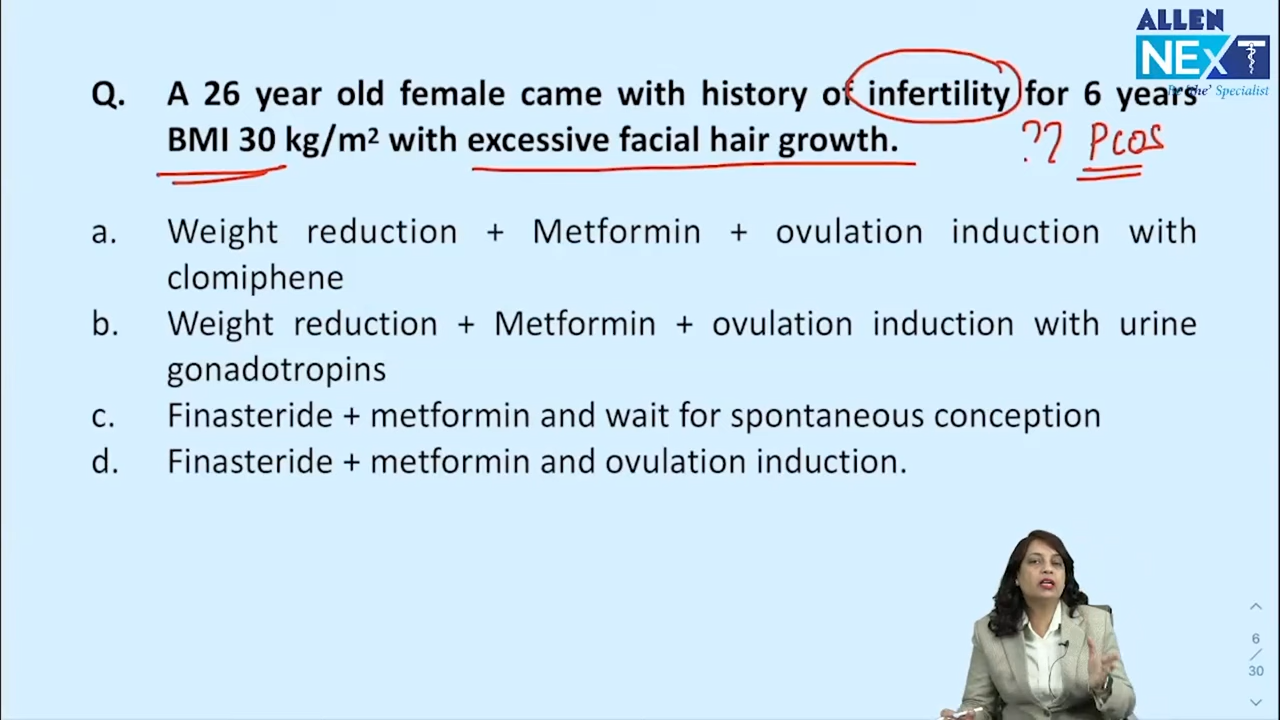 ALLEN
NExT
'the' Specialist
Q. A 26 year old female came with history of infertility for 6 years
BMI 30 kg/m² with excessive facial hair growth.
?? PCOS
a. Weight reduction + Metformin + ovulation induction with
clomiphene
b. Weight reduction + Metformin + ovulation induction with urine
gonadotropins
c. Finasteride + metformin and wait for spontaneous conception
d. Finasteride + metformin and ovulation induction.
6
/
30